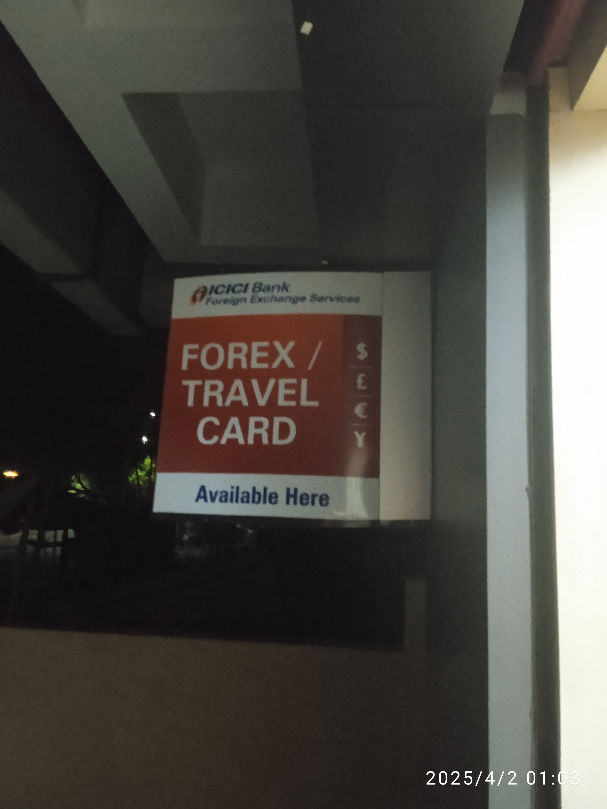 ICICI Bank
Foreign Exchange Services
FOREX /
TRAVEL
CARD
$
£
€
¥
Available Here
2025/4/2 01:03